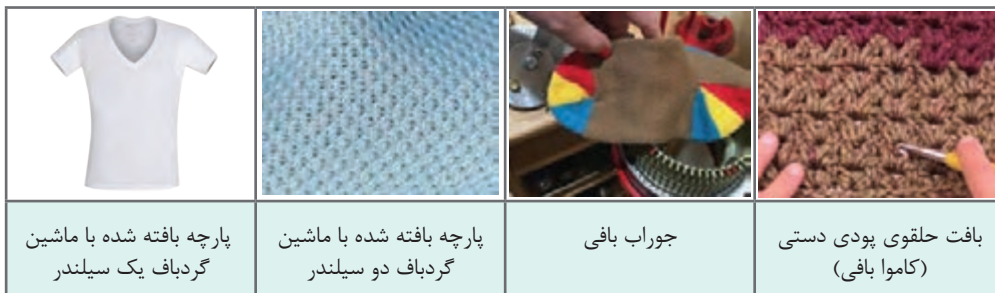 بافت حلقوی پودی دستی
(کاموا بافی)
جوراب بافی
پارچه بافته شده با ماشین
گردباف دو سیلندر
پارچه بافته شده با ماشین
گردباف یک سیلندر